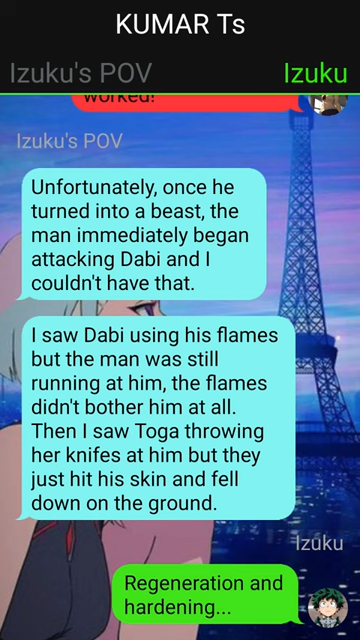 KUMAR Ts
Izuku's POV
Izuku
worked!
Izuku's POV
Unfortunately, once he
turned into a beast, the
man immediately began
attacking Dabi and I
couldn't have that.
I saw Dabi using his flames
but the man was still
running at him, the flames
didn't bother him at all.
Then I saw Toga throwing
her knifes at him but they
just hit his skin and fell
down on the ground.
Izuku
Regeneration and
hardening...